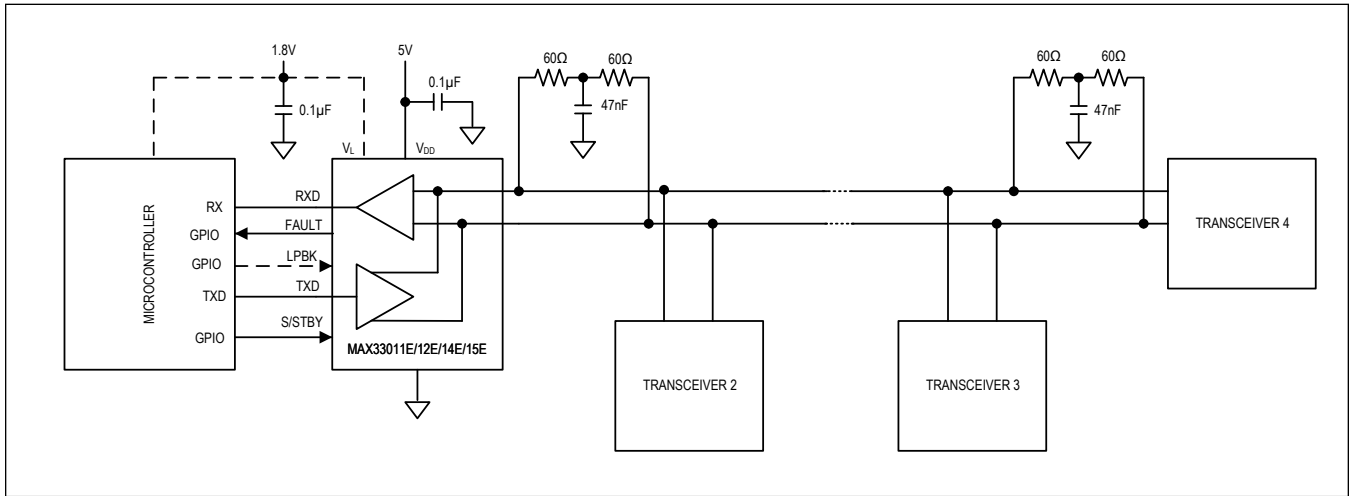 1.8V
5V
60Ω
60Ω
60Ω
60Ω
0.1µF
0.1µF
47nF
47nF
VL
VDD
RX
RXD
GPIO
FAULT
GPIO
LPBK
TXD
TXD
GPIO
S/STBY
MICROCONTROLLER
MAX33011E/12E/14E/15E
TRANSCEIVER 2
TRANSCEIVER 3
TRANSCEIVER 4